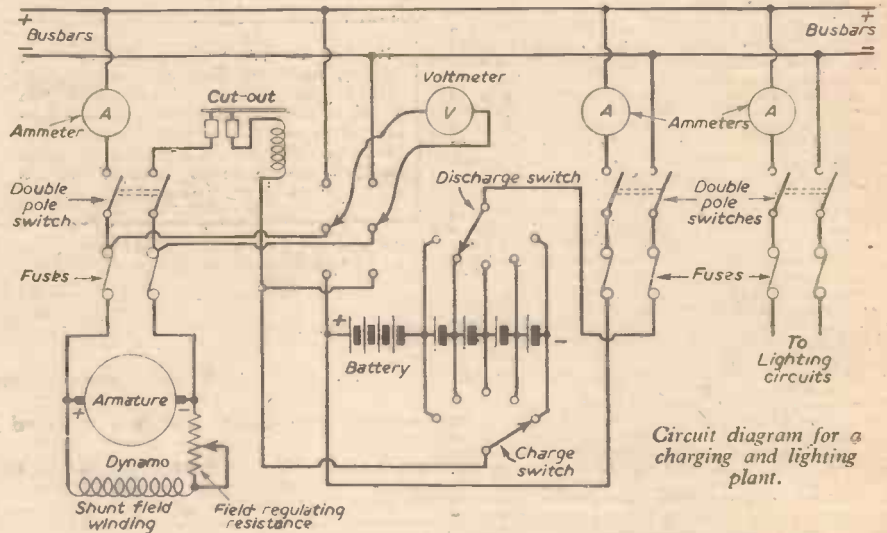 +
Busbars
−
+
Busbars
−
Cut-out
Voltmeter
A
V
A
A
Ammeter
Ammeters
Discharge switch
Double
pole
switch
Double
pole
switches
Fuses
Fuses
+
−
Battery
To
Lighting
circuits
Armature
+
−
Dynamo
Charge
switch
Shunt field
winding
Field regulating
resistance
Circuit diagram for a
charging and lighting
plant.